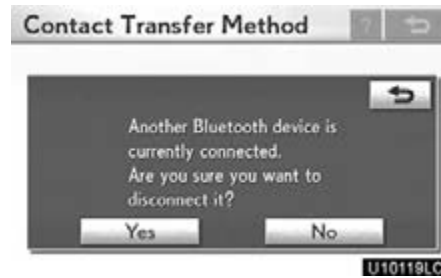 Contact Transfer Method
?
Another Bluetooth device is
currently connected.
Are you sure you want to
disconnect it?
Yes
No
U10119LC